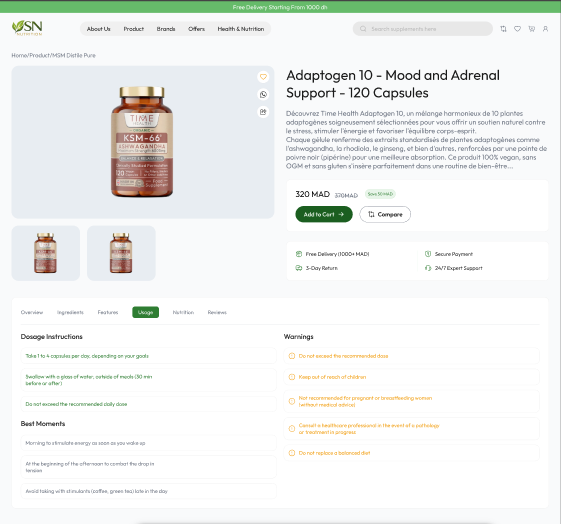 Free Delivery Starting From 1000 dh
VSN
NUTRITION
About Us
Product
Brands
Offers
Health & Nutrition
Search supplements here
Home/Product/MSM Distile Pure
TIME
HEALTH
ORGANIC
KSM-66
ASHWAGANDHA
120
Adaptogen 10 - Mood and Adrenal
Support - 120 Capsules
Découvrez Time Health Adaptogen 10, un mélange harmonieux de 10 plantes
adaptogènes soigneusement sélectionnées pour vous offrir un soutien naturel contre
le stress, stimuler l'énergie et favoriser l'équilibre corps-esprit.
Chaque gélule renferme des extraits standardisés de plantes adaptogènes comme
l'ashwagandha, la rhodiola, le ginseng, et bien d'autres, renforcées par une pointe de
poivre noir (pipérine) pour une meilleure absorption. Ce produit 100% vegan, sans
OGM et sans gluten s'insère parfaitement dans une routine de bien-être...
320 MAD 370MAD Save 50 MAD
Add to Cart
Compare
Free Delivery (1000+ MAD)
Secure Payment
3-Day Return
24/7 Expert Support
Overview
Ingredients
Features
Usage
Nutrition
Reviews
Dosage Instructions
Take 1 to 4 capsules per day, depending on your goals
Swallow with a glass of water, outside of meals (30 min
before or after)
Do not exceed the recommended daily dose
Best Moments
Morning to stimulate energy as soon as you wake up
At the beginning of the afternoon to combat the drop in
tension
Avoid taking with stimulants (coffee, green tea) late in the day
Warnings
Do not exceed the recommended dose
Keep out of reach of children
Not recommended for pregnant or breastfeeding women
(without medical advice)
Consult a healthcare professional in the event of a pathology
or treatment in progress
Do not replace a balanced diet